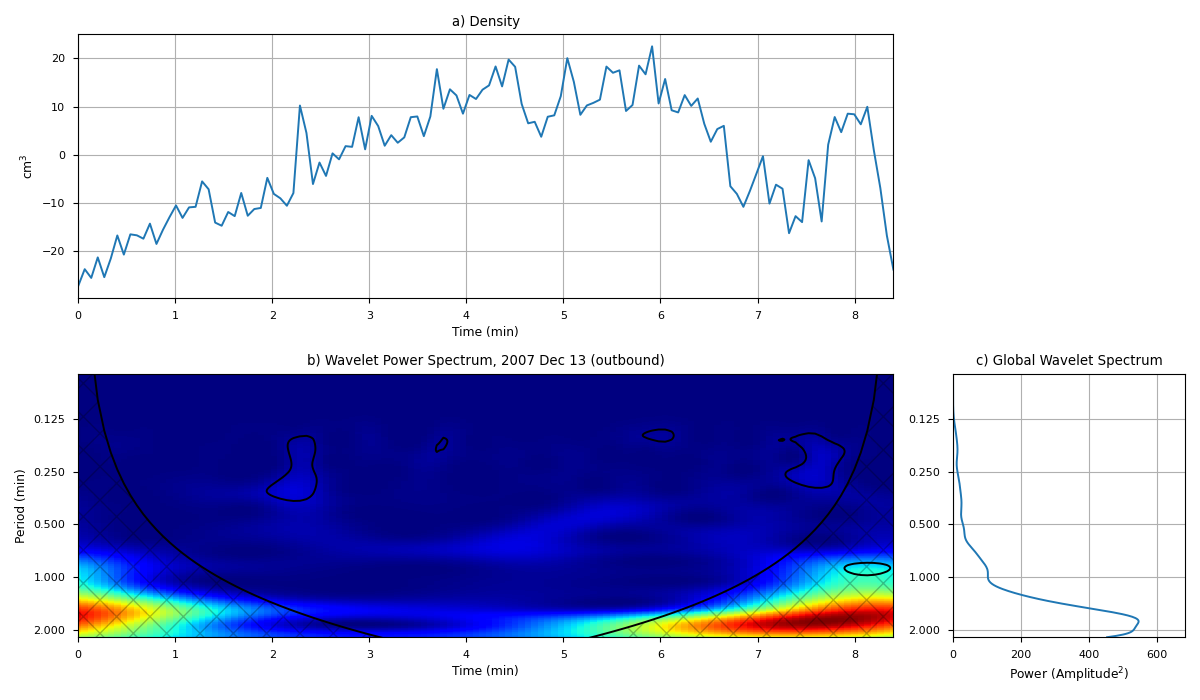 a) Density
20
10
0
−10
−20
cm³
0 1 2 3 4 5 6 7 8
Time (min)
b) Wavelet Power Spectrum, 2007 Dec 13 (outbound)
0.125
0.250
0.500
1.000
2.000
Period (min)
0 1 2 3 4 5 6 7 8
Time (min)
c) Global Wavelet Spectrum
0.125
0.250
0.500
1.000
2.000
0 200 400 600
Power (Amplitude²)